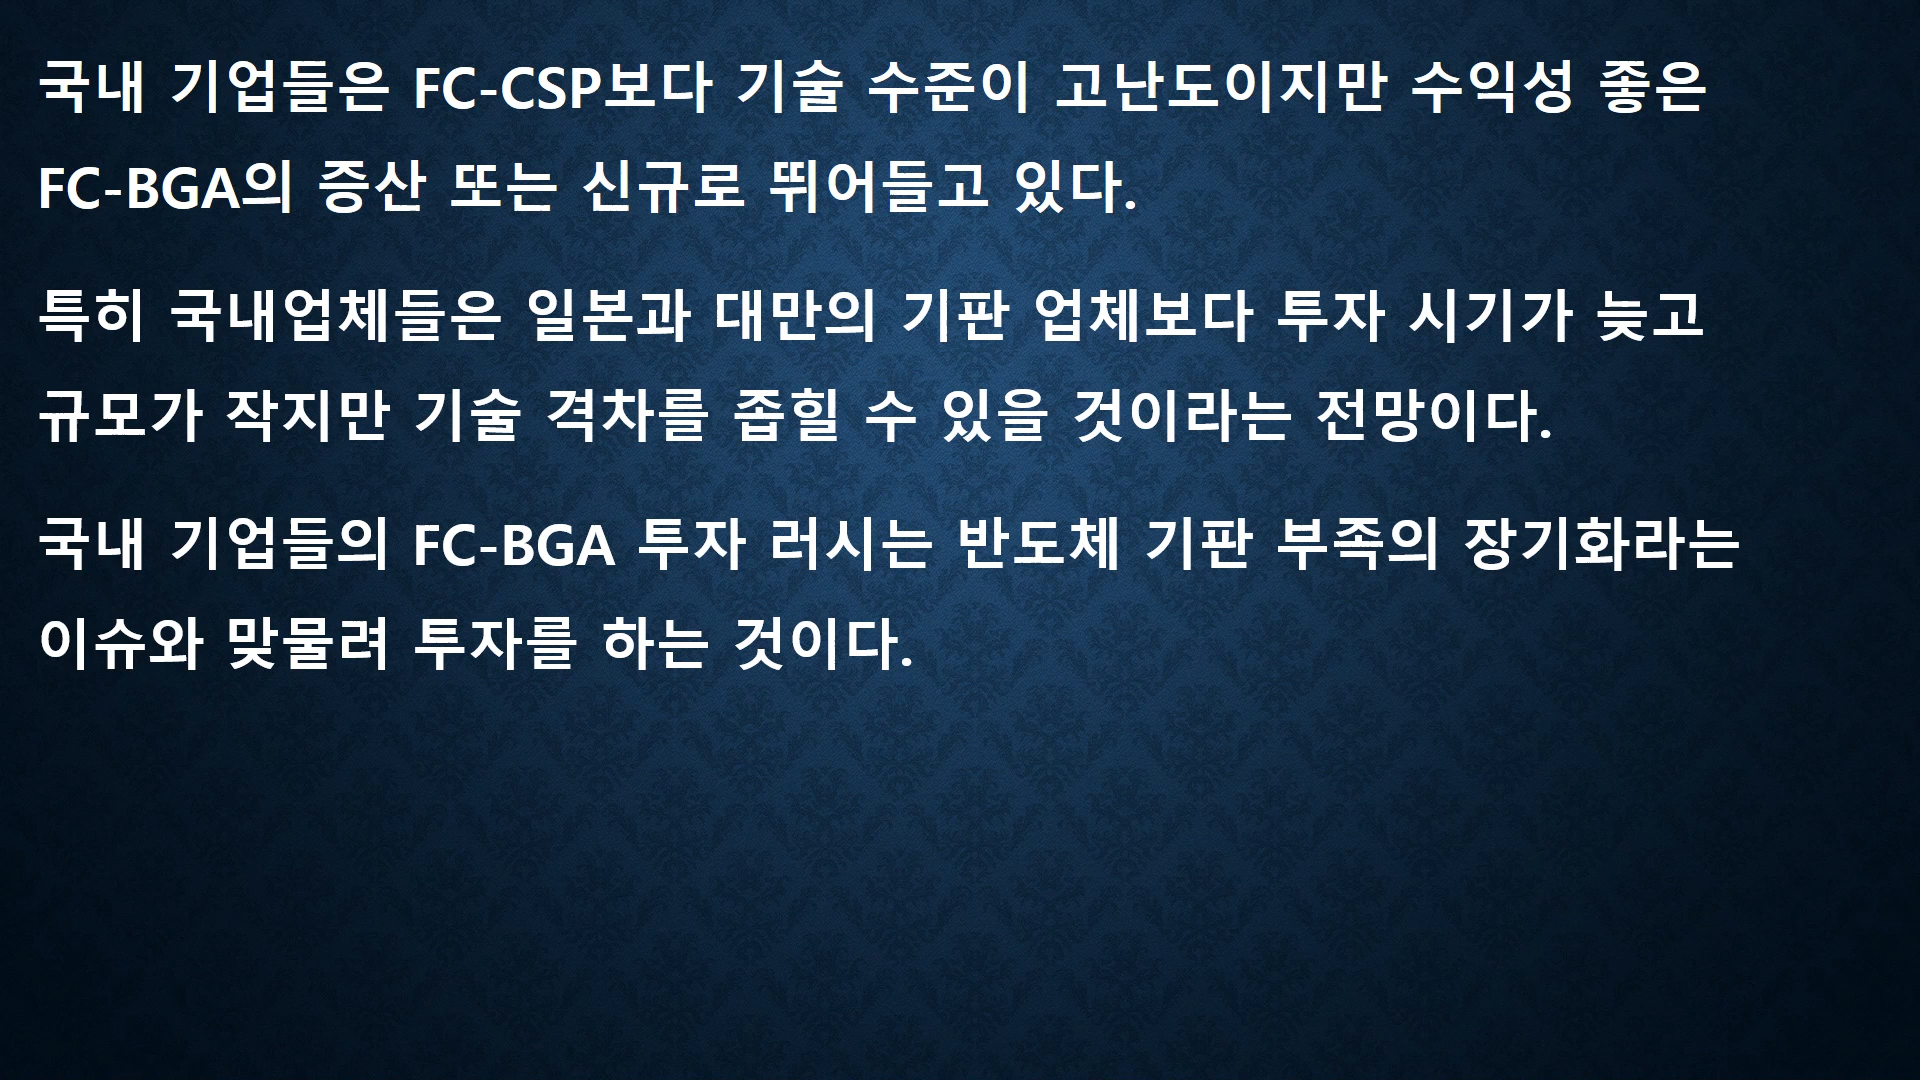 국내 기업들은 FC-CSP보다 기술 수준이 고난도이지만 수익성 좋은
FC-BGA의 증산 또는 신규로 뛰어들고 있다.
특히 국내업체들은 일본과 대만의 기판 업체보다 투자 시기가 늦고
규모가 작지만 기술 격차를 좁힐 수 있을 것이라는 전망이다.
국내 기업들의 FC-BGA 투자 러시는 반도체 기판 부족의 장기화라는
이슈와 맞물려 투자를 하는 것이다.